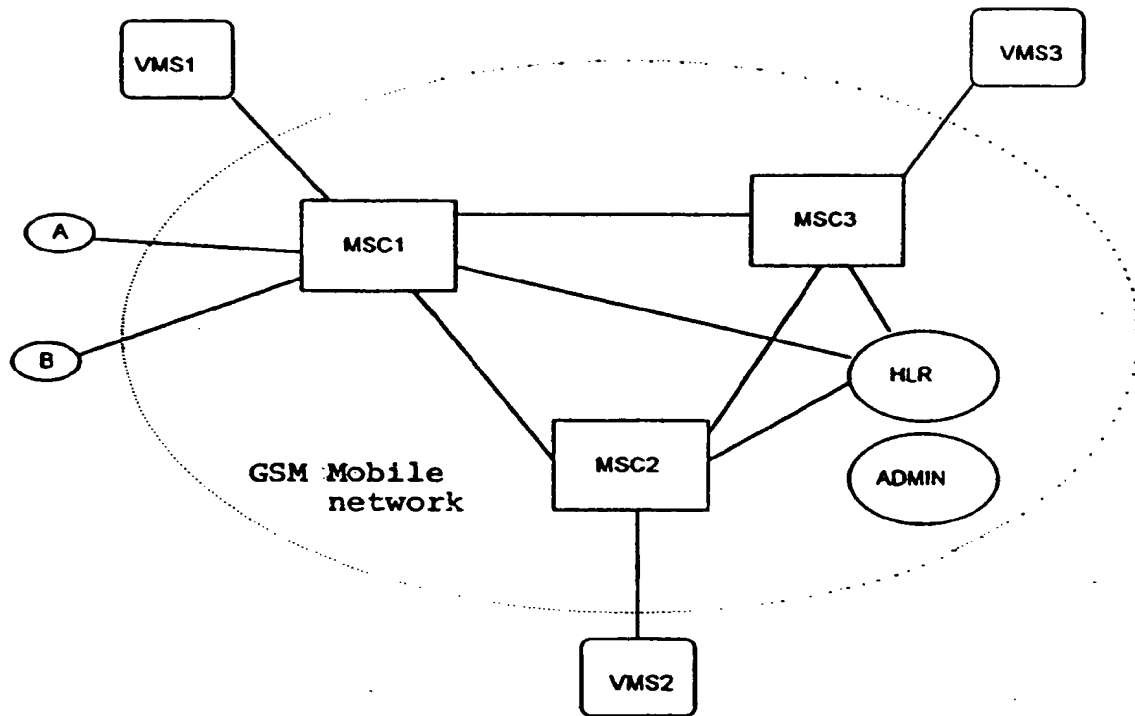 VMS1
VMS3
A
MSC1
MSC3
B
HLR
MSC2
ADMIN
GSM Mobile
network
VMS2